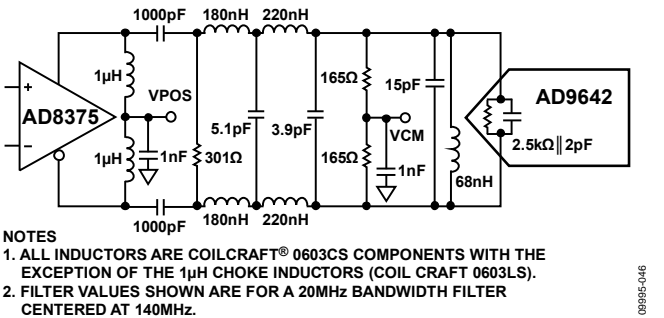 1000pF 180nH 220nH
1µH
VPOS
165Ω
15pF
AD9642
AD8375
5.1pF 3.9pF
VCM
2.5kΩ‖2pF
1µH
1nF
301Ω
165Ω
1nF
68nH
1000pF
180nH 220nH
NOTES
1. ALL INDUCTORS ARE COILCRAFT® 0603CS COMPONENTS WITH THE
EXCEPTION OF THE 1µH CHOKE INDUCTORS (COIL CRAFT 0603LS).
2. FILTER VALUES SHOWN ARE FOR A 20MHz BANDWIDTH FILTER
CENTERED AT 140MHz.
09995-046